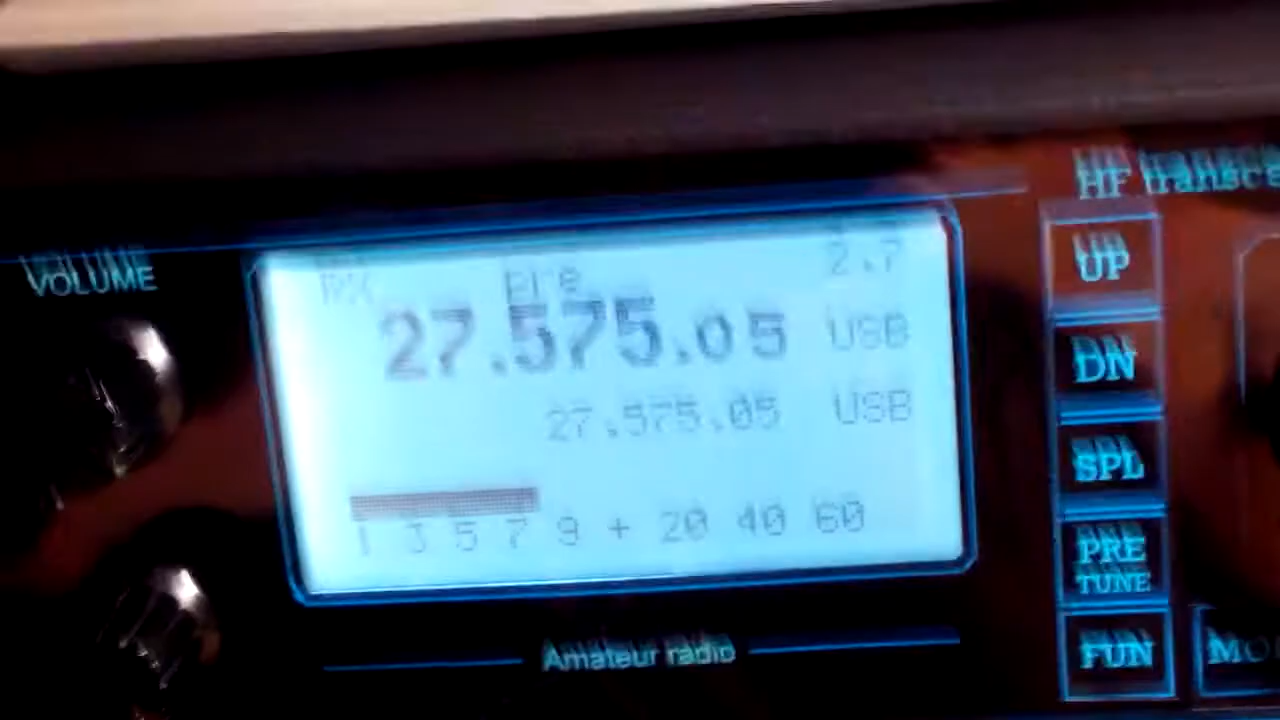 HF transce
VOLUME
RX pre 2.7
27.575.05 USB
27.575.05 USB
1 3 5 7 9 + 20 40 60
UP
DN
SPL
PRE
TUNE
FUN
MO
Amateur radio